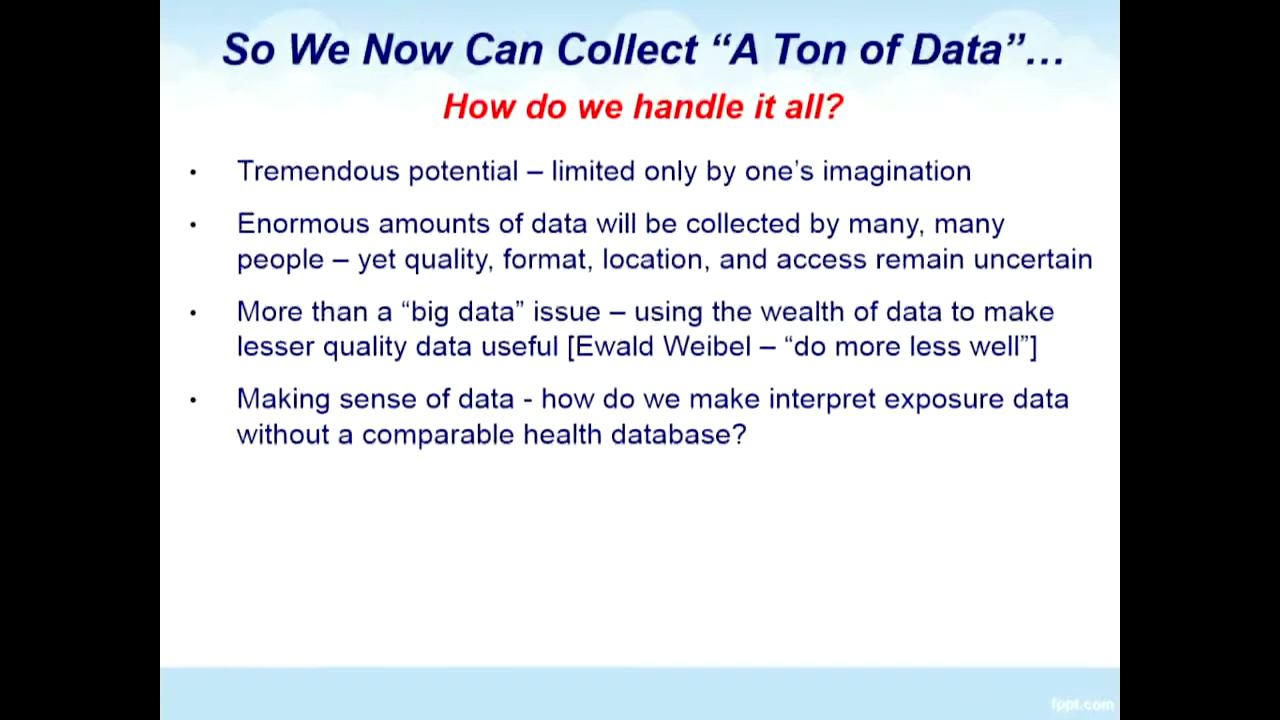 So We Now Can Collect “A Ton of Data”…
How do we handle it all?
• Tremendous potential – limited only by one’s imagination
• Enormous amounts of data will be collected by many, many
people – yet quality, format, location, and access remain uncertain
• More than a “big data” issue – using the wealth of data to make
lesser quality data useful [Ewald Weibel – “do more less well”]
• Making sense of data - how do we make interpret exposure data
without a comparable health database?
fppt.com